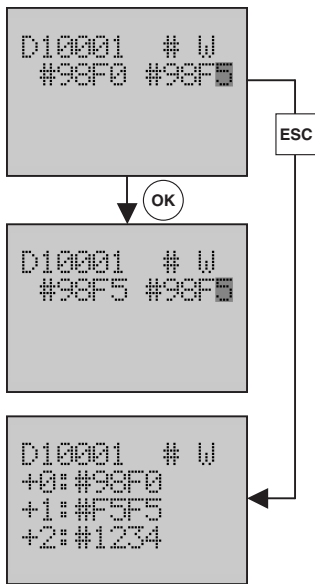 D10001 # W
#98F0 #98F5
ESC
OK
D10001 # W
#98F5 #98F5
D10001 # W
+0:#98F0
+1:#F5F5
+2:#1234